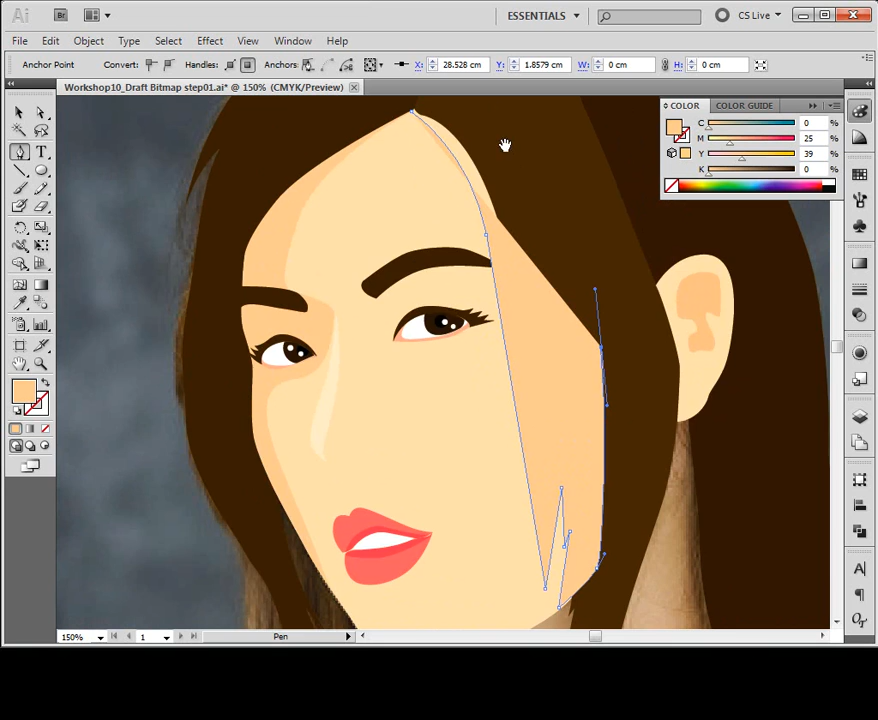 Ai Br ESSENTIALS CS Live
File Edit Object Type Select Effect View Window Help
Anchor Point Convert: Handles: Anchors: X: 28.528 cm Y: 1.8579 cm W: 0 cm H: 0 cm
Workshop10_Draft Bitmap step01.ai* @ 150% (CMYK/Preview)
COLOR COLOR GUIDE
C 0 %
M 25 %
Y 39 %
K 0 %
T
A
150% 1 Pen